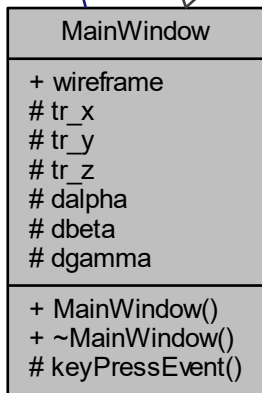 MainWindow
+ wireframe
# tr_x
# tr_y
# tr_z
# dalpha
# dbeta
# dgamma
+ MainWindow()
+ ~MainWindow()
# keyPressEvent()